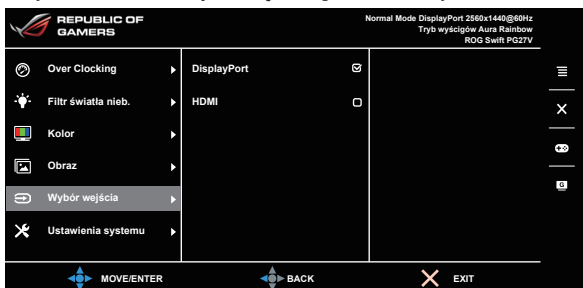 REPUBLIC OF
GAMERS
Normal Mode DisplayPort 2560x1440@60Hz
Tryb wyścigów Aura Rainbow
ROG Swift PG27V
Over Clocking
DisplayPort
Filtr światła nieb.
HDMI
Kolor
Obraz
Wybór wejścia
Ustawienia systemu
MOVE/ENTER
BACK
EXIT